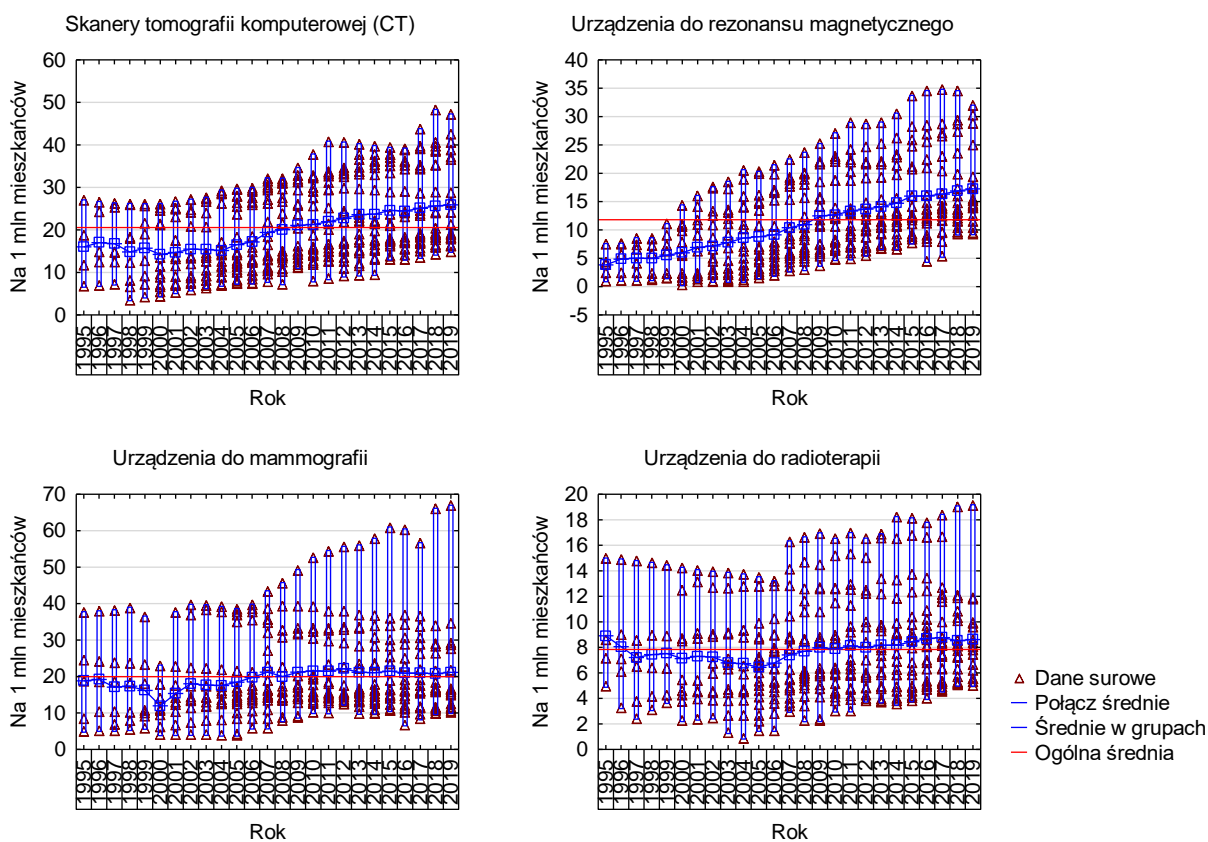 Skanery tomografii komputerowej (CT)
Na 1 mln mieszkańców
60
50
40
30
20
10
0
1995 1996 1997 1998 1999 2000 2001 2002 2003 2004 2005 2006 2007 2008 2009 2010 2011 2012 2013 2014 2015 2016 2017 2018 2019
Rok
Urządzenia do rezonansu magnetycznego
Na 1 mln mieszkańców
40
35
30
25
20
15
10
5
0
-5
1995 1996 1997 1998 1999 2000 2001 2002 2003 2004 2005 2006 2007 2008 2009 2010 2011 2012 2013 2014 2015 2016 2017 2018 2019
Rok
Urządzenia do mammografii
Na 1 mln mieszkańców
70
60
50
40
30
20
10
0
1995 1996 1997 1998 1999 2000 2001 2002 2003 2004 2005 2006 2007 2008 2009 2010 2011 2012 2013 2014 2015 2016 2017 2018 2019
Rok
Urządzenia do radioterapii
Na 1 mln mieszkańców
20
18
16
14
12
10
8
6
4
2
0
1995 1996 1997 1998 1999 2000 2001 2002 2003 2004 2005 2006 2007 2008 2009 2010 2011 2012 2013 2014 2015 2016 2017 2018 2019
Rok
Dane surowe
Połącz średnie
Średnie w grupach
Ogólna średnia